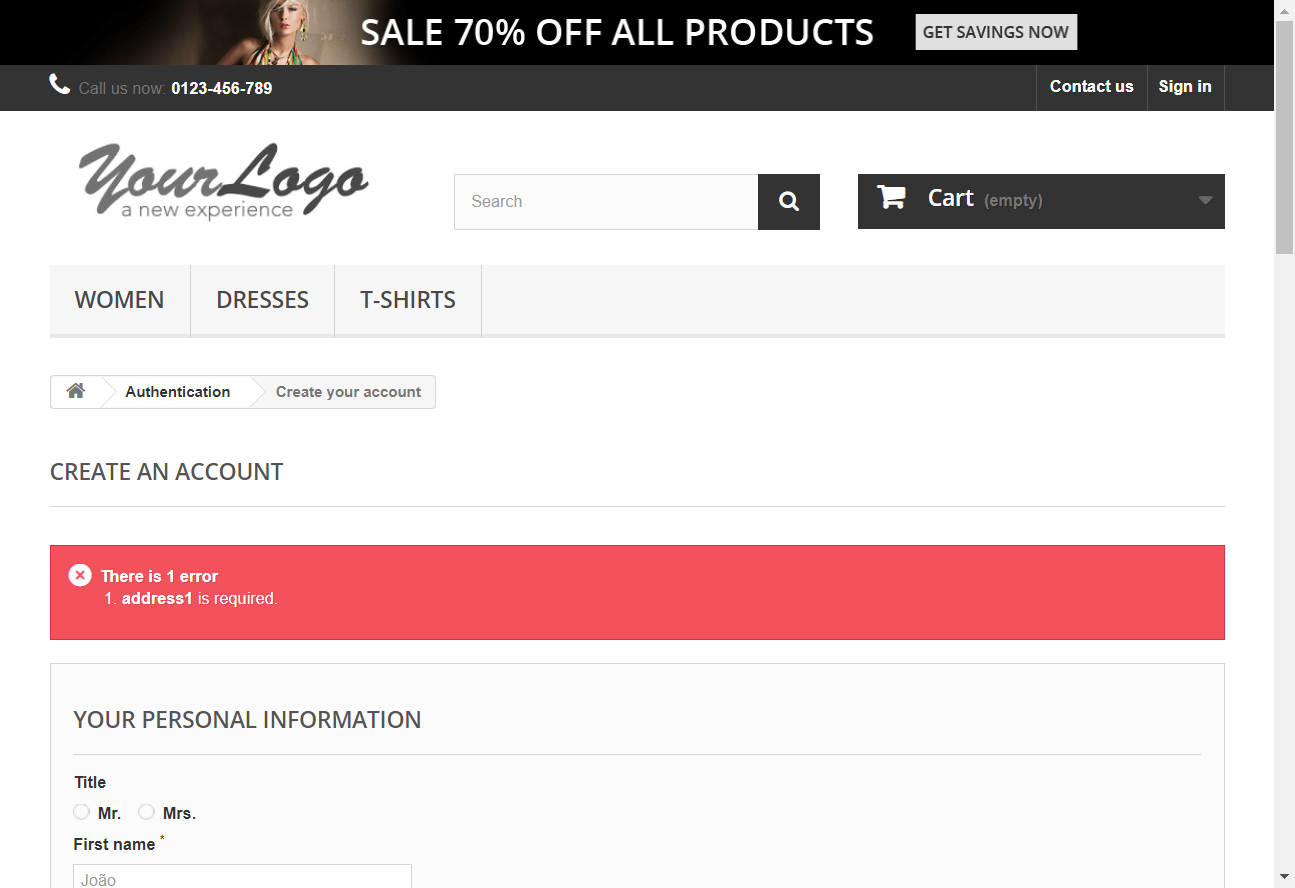 SALE 70% OFF ALL PRODUCTS GET SAVINGS NOW
Call us now: 0123-456-789 Contact us Sign in
YourLogo
a new experience
Search Cart (empty)
WOMEN DRESSES T-SHIRTS
Authentication Create your account
CREATE AN ACCOUNT
There is 1 error
1. address1 is required.
YOUR PERSONAL INFORMATION
Title
Mr. Mrs.
First name *
João